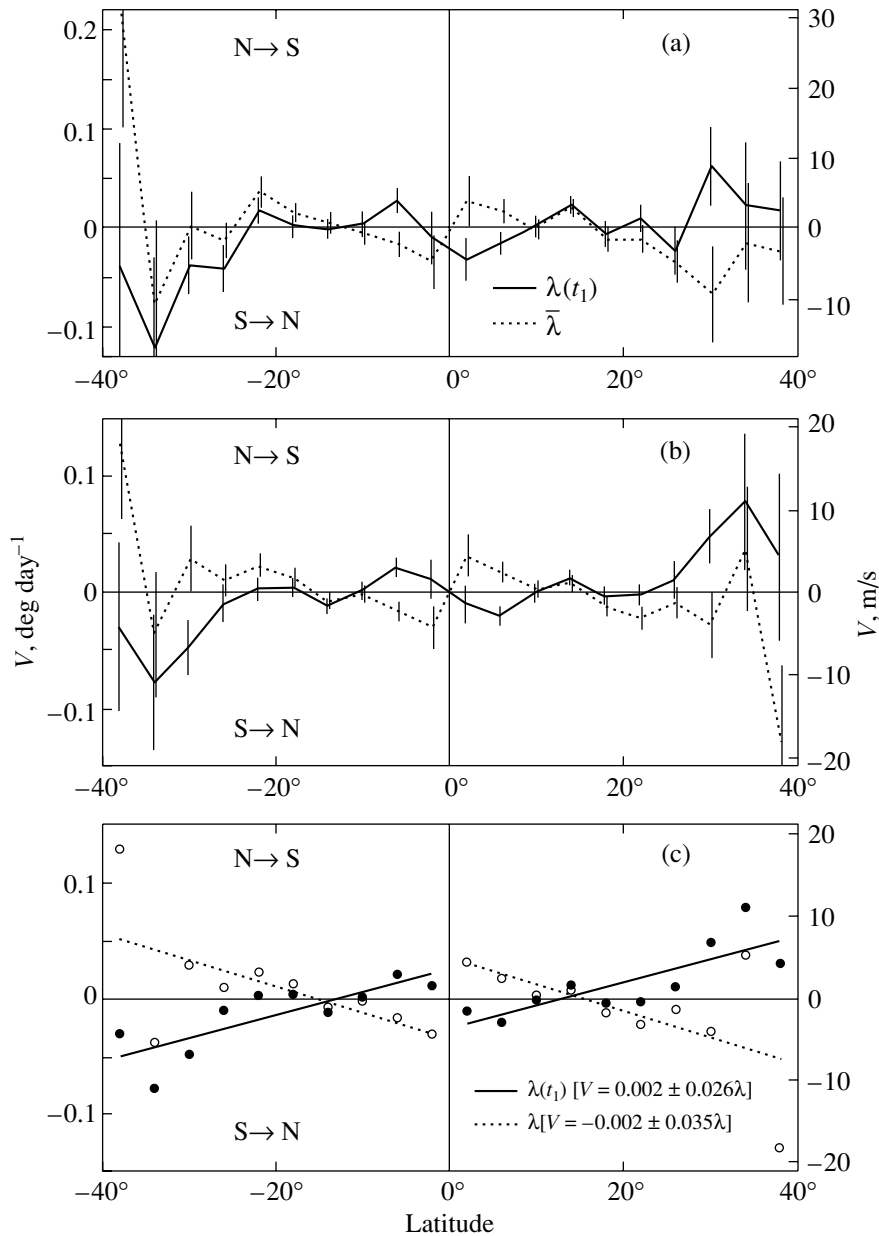 0.2
0.1
0
−0.1
N→S
(a)
S→N
λ(t₁)
λ̅
30
20
10
0
−10
−40°
−20°
0°
20°
40°
0.1
0
−0.1
V, deg day⁻¹
N→S
(b)
S→N
20
10
0
−10
−20
V, m/s
−40°
−20°
0°
20°
40°
0.1
0
−0.1
N→S
(c)
S→N
λ(t₁) [V = 0.002 ± 0.026λ]
λ[V = −0.002 ± 0.035λ]
20
10
0
−10
−20
−40°
−20°
0°
20°
40°
Latitude